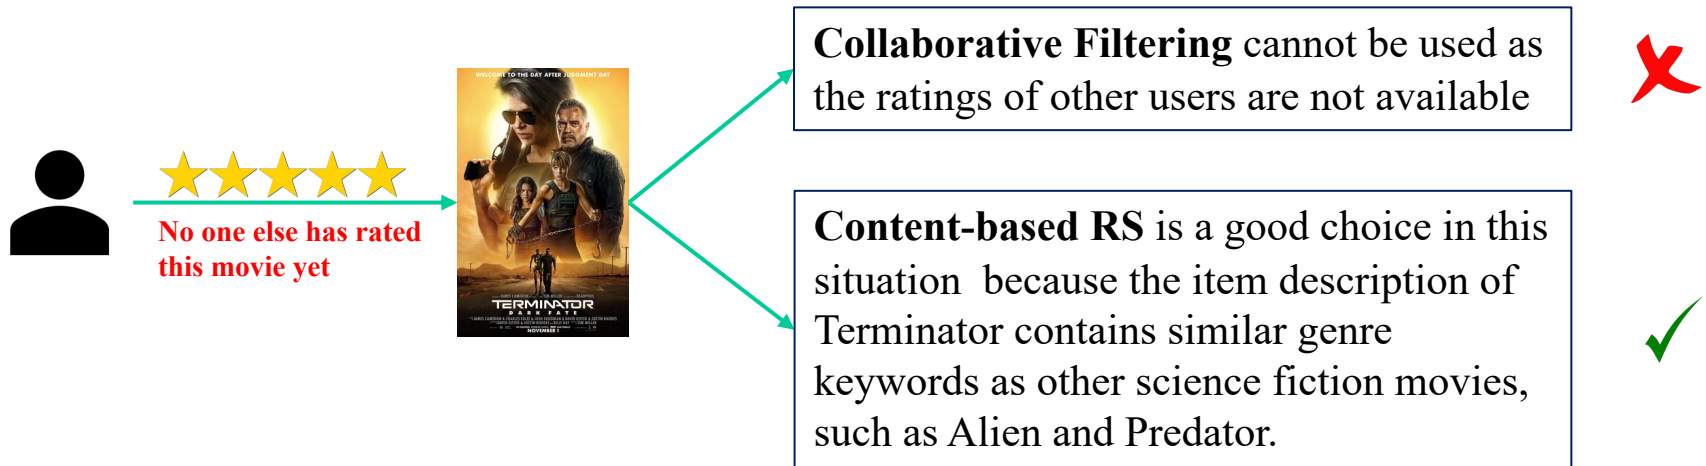 Collaborative Filtering cannot be used as
the ratings of other users are not available
No one else has rated
this movie yet
WELCOME TO THE DAY AFTER JUDGMENT DAY
TERMINATOR
DARK FATE
NOVEMBER 1
Content-based RS is a good choice in this
situation because the item description of
Terminator contains similar genre
keywords as other science fiction movies,
such as Alien and Predator.